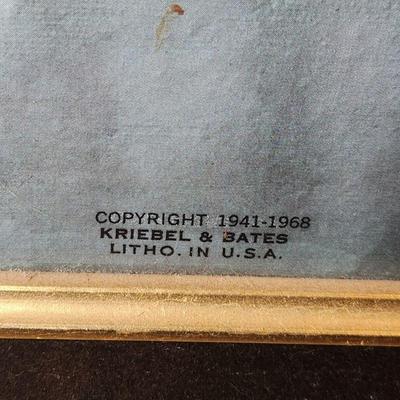 COPYRIGHT 1941-1968
KRIEBEL & BATES
LITHO. IN U.S.A.